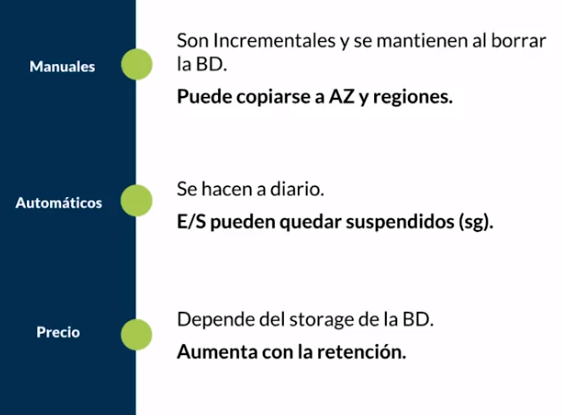 Manuales
Son Incrementales y se mantienen al borrar
la BD.
Puede copiarse a AZ y regiones.
Automáticos
Se hacen a diario.
E/S pueden quedar suspendidos (sg).
Precio
Depende del storage de la BD.
Aumenta con la retención.